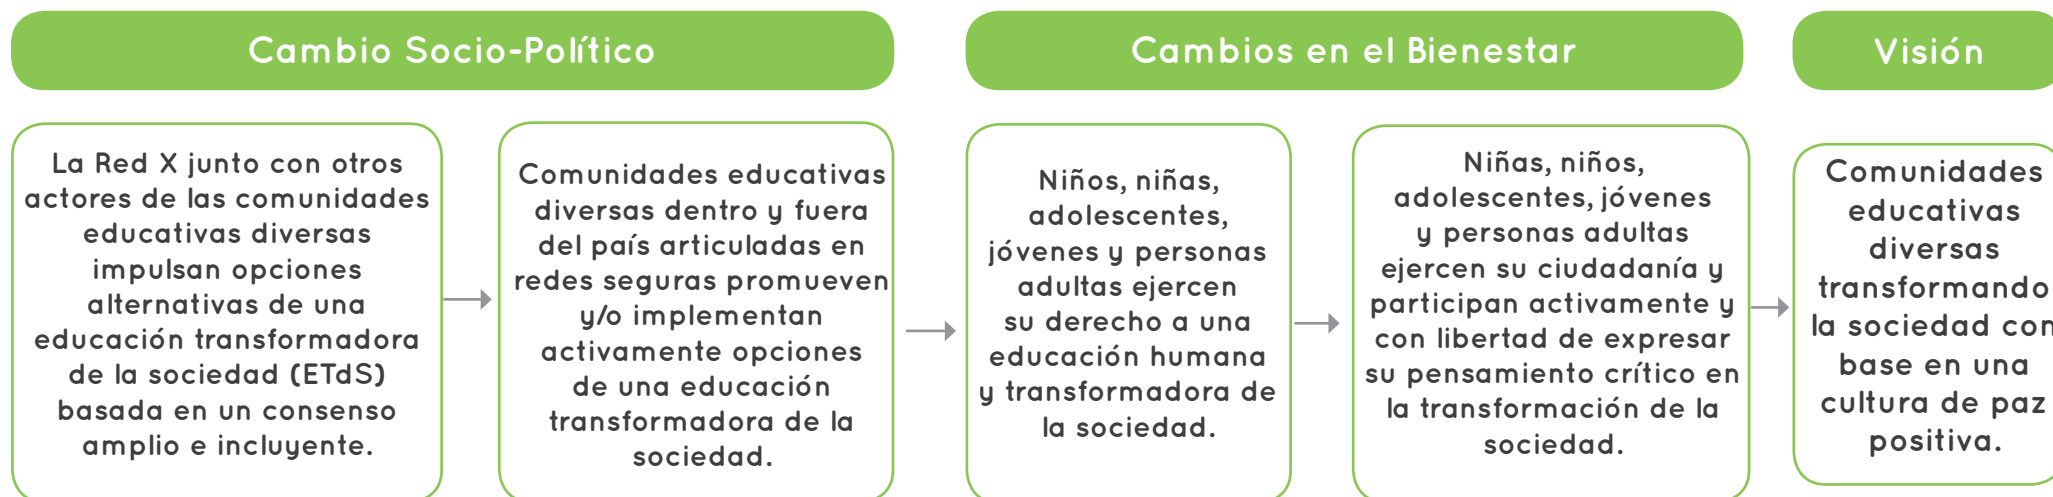 Cambio Socio-Político
Cambios en el Bienestar
Visión
La Red X junto con otros
actores de las comunidades
educativas diversas
impulsan opciones
alternativas de una
educación transformadora
de la sociedad (ETdS)
basada en un consenso
amplio e incluyente.
Comunidades educativas
diversas dentro y fuera
del país articuladas en
redes seguras promueven
y/o implementan
activamente opciones
de una educación
transformadora de la
sociedad.
Niños, niñas,
adolescentes,
jóvenes y personas
adultas ejercen
su derecho a una
educación humana
y transformadora de
la sociedad.
Niñas, niños,
adolescentes, jóvenes
y personas adultas
ejercen su ciudadanía y
participan activamente y
con libertad de expresar
su pensamiento crítico en
la transformación de la
sociedad.
Comunidades
educativas
diversas
transformando
la sociedad con
base en una
cultura de paz
positiva.